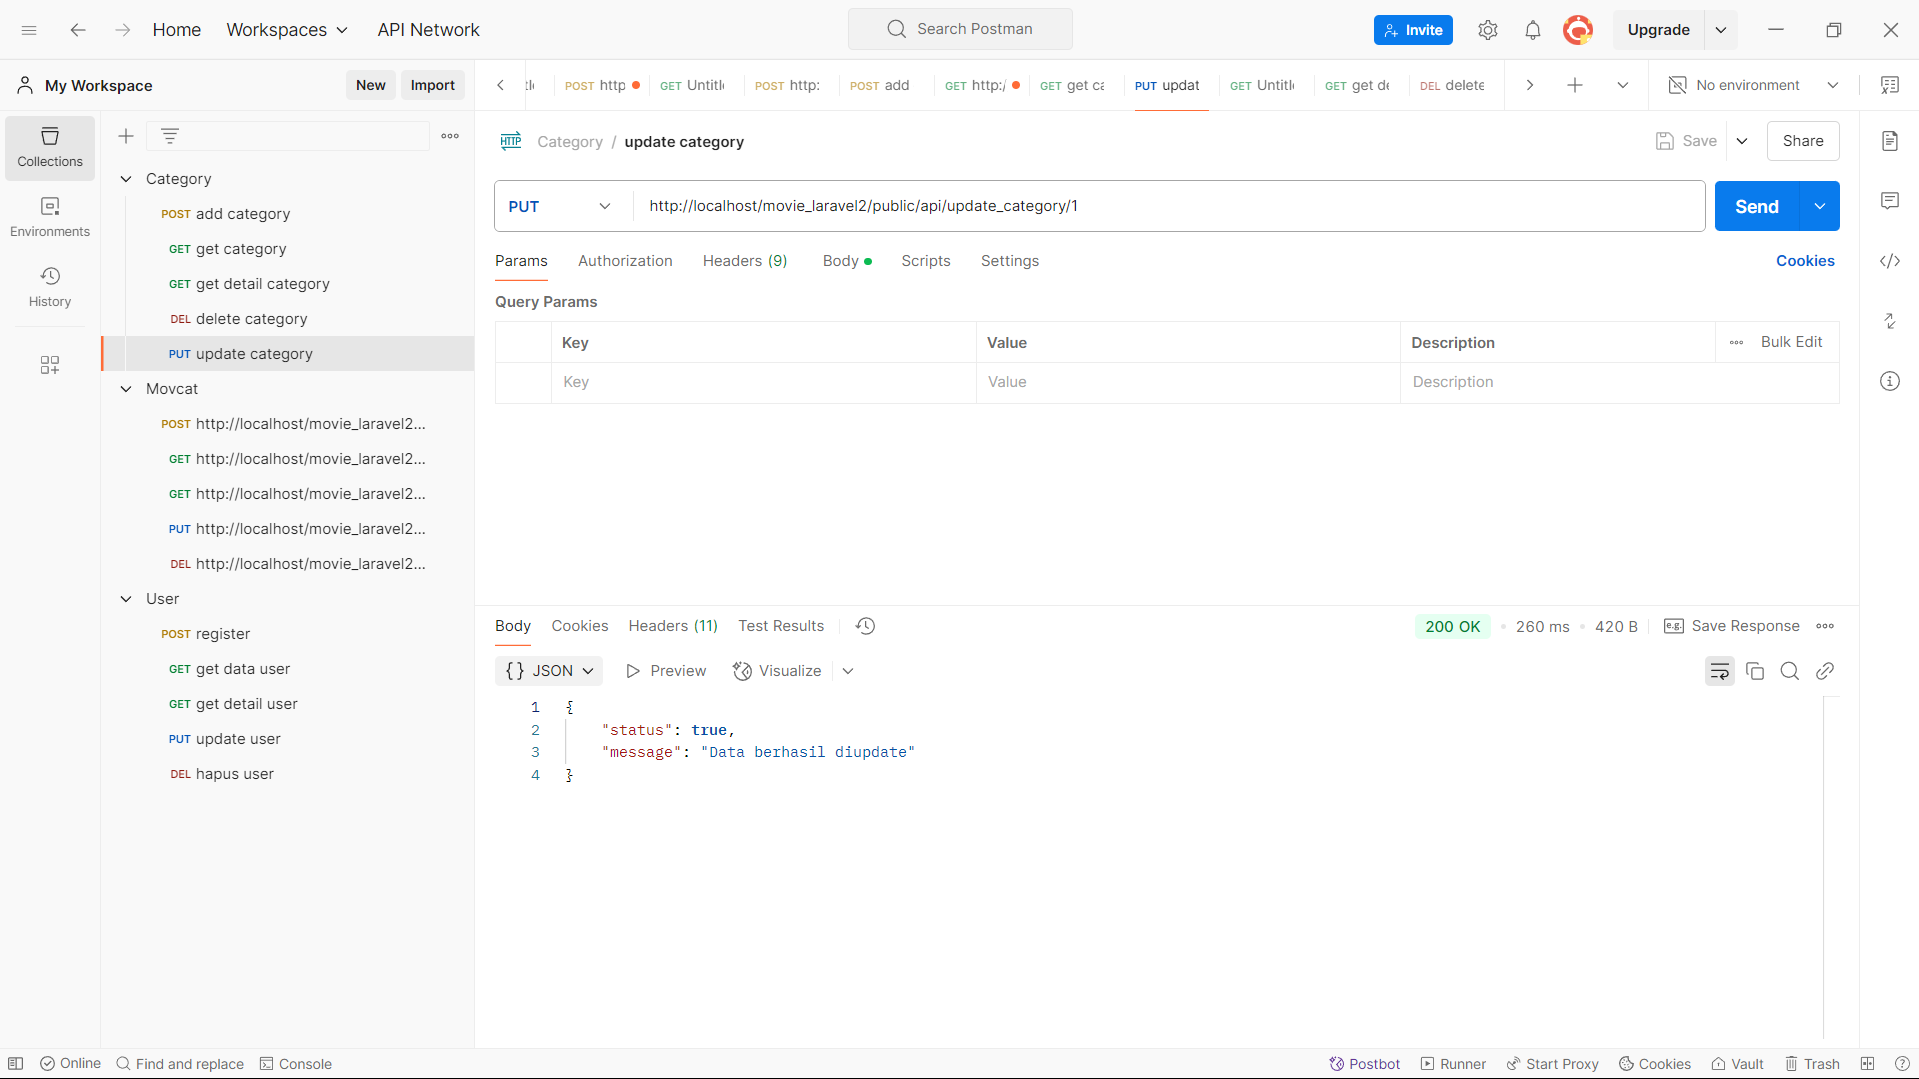 Home Workspaces API Network Search Postman Invite Upgrade
My Workspace New Import
POST http GET Untitl POST http: POST add GET http:/ GET get ca PUT updat GET Untitl GET get de DEL delete No environment
Collections
Environments
History
Category
POST add category
GET get category
GET get detail category
DEL delete category
PUT update category
Movcat
POST http://localhost/movie_laravel2...
GET http://localhost/movie_laravel2...
GET http://localhost/movie_laravel2...
PUT http://localhost/movie_laravel2...
DEL http://localhost/movie_laravel2...
User
POST register
GET get data user
GET get detail user
PUT update user
DEL hapus user
HTTP Category / update category Save Share
PUT http://localhost/movie_laravel2/public/api/update_category/1 Send
Params Authorization Headers (9) Body Scripts Settings Cookies
Query Params
Key Value Description Bulk Edit
Key Value Description
Body Cookies Headers (11) Test Results 200 OK 260 ms 420 B e.g. Save Response
{} JSON Preview Visualize
1 {
2 "status": true,
3 "message": "Data berhasil diupdate"
4 }
Online Find and replace Console Postbot Runner Start Proxy Cookies Vault Trash